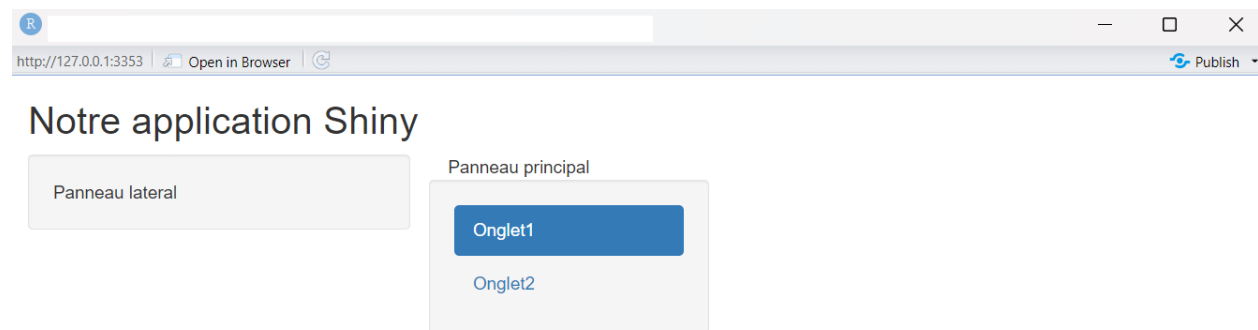 R
http://127.0.0.1:3353 Open in Browser Publish
Notre application Shiny
Panneau lateral
Panneau principal
Onglet1
Onglet2